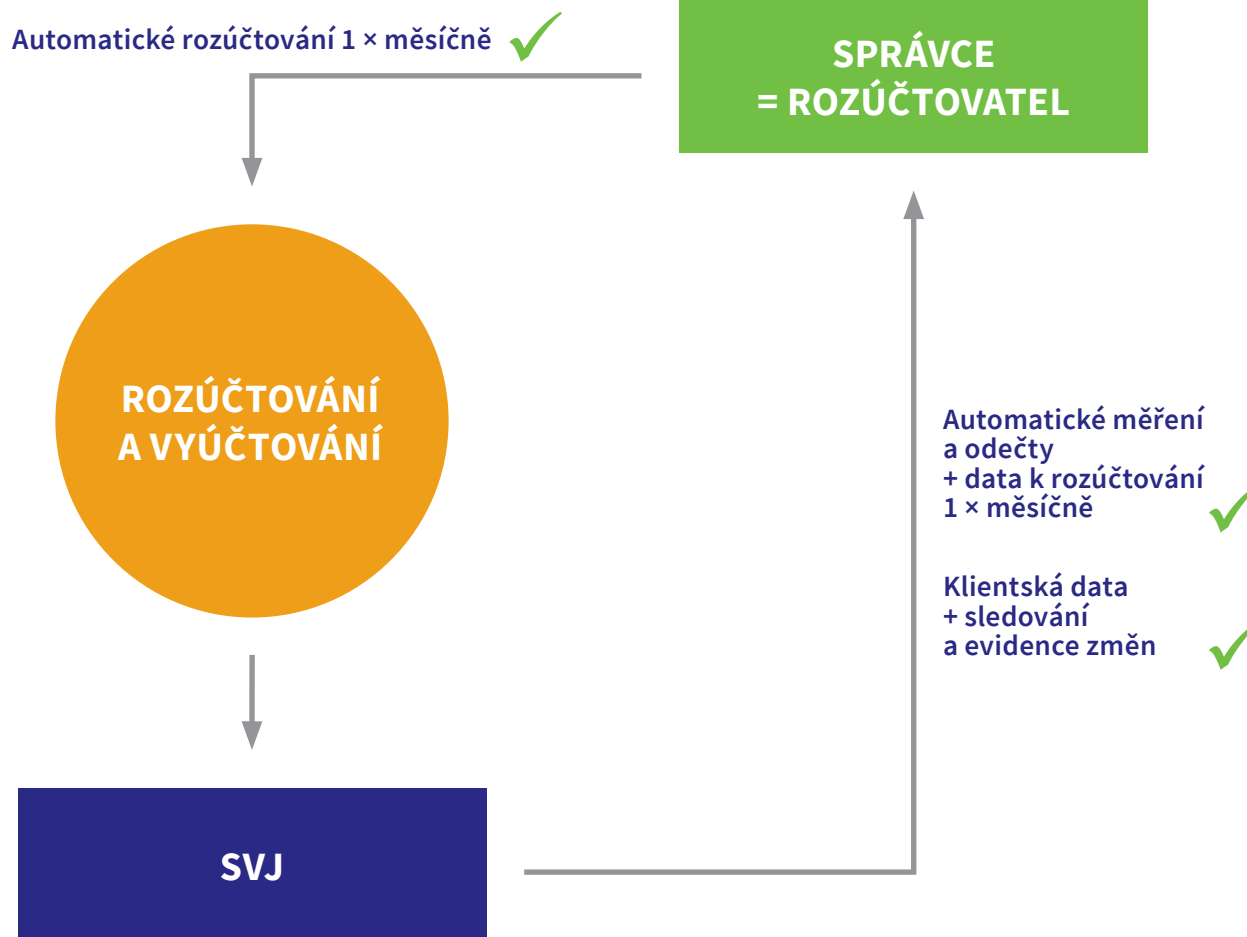 Automatické rozúčtování 1 × měsíčně
SPRÁVCE
= ROZÚČTOVATEL
ROZÚČTOVÁNÍ
A VYÚČTOVÁNÍ
Automatické měření
a odečty
+ data k rozúčtování
1 × měsíčně
Klientská data
+ sledování
a evidence změn
SVJ